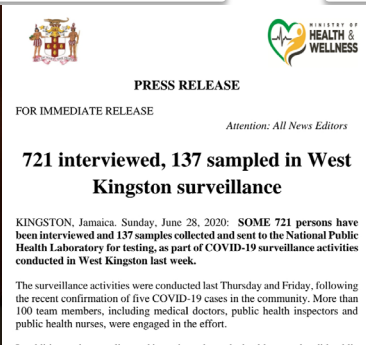 MINISTRY OF
HEALTH &
WELLNESS
PRESS RELEASE
FOR IMMEDIATE RELEASE
Attention: All News Editors
721 interviewed, 137 sampled in West
Kingston surveillance
KINGSTON, Jamaica. Sunday, June 28, 2020: SOME 721 persons have
been interviewed and 137 samples collected and sent to the National Public
Health Laboratory for testing, as part of COVID-19 surveillance activities
conducted in West Kingston last week.
The surveillance activities were conducted last Thursday and Friday, following
the recent confirmation of five COVID-19 cases in the community. More than
100 team members, including medical doctors, public health inspectors and
public health nurses, were engaged in the effort.